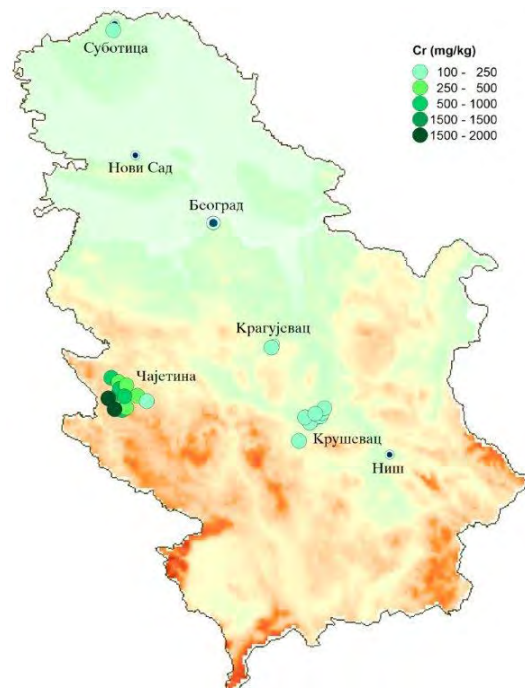 Суботица
Cr (mg/kg)
100 - 250
250 - 500
500 - 1000
1500 - 1500
1500 - 2000
Нови Сад
Београд
Крагујевац
Чајетина
Крушевац
Ниш